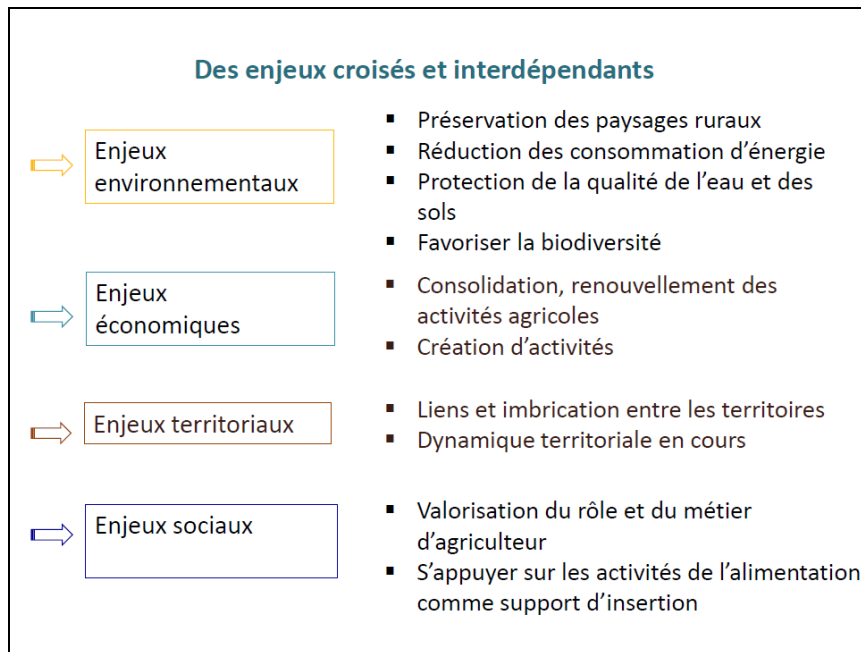 Des enjeux croisés et interdépendants
Enjeux
environnementaux
▪ Préservation des paysages ruraux
▪ Réduction des consommation d'énergie
▪ Protection de la qualité de l'eau et des
sols
▪ Favoriser la biodiversité
Enjeux
économiques
▪ Consolidation, renouvellement des
activités agricoles
▪ Création d'activités
Enjeux territoriaux
▪ Liens et imbrication entre les territoires
▪ Dynamique territoriale en cours
Enjeux sociaux
▪ Valorisation du rôle et du métier
d'agriculteur
▪ S'appuyer sur les activités de l'alimentation
comme support d'insertion